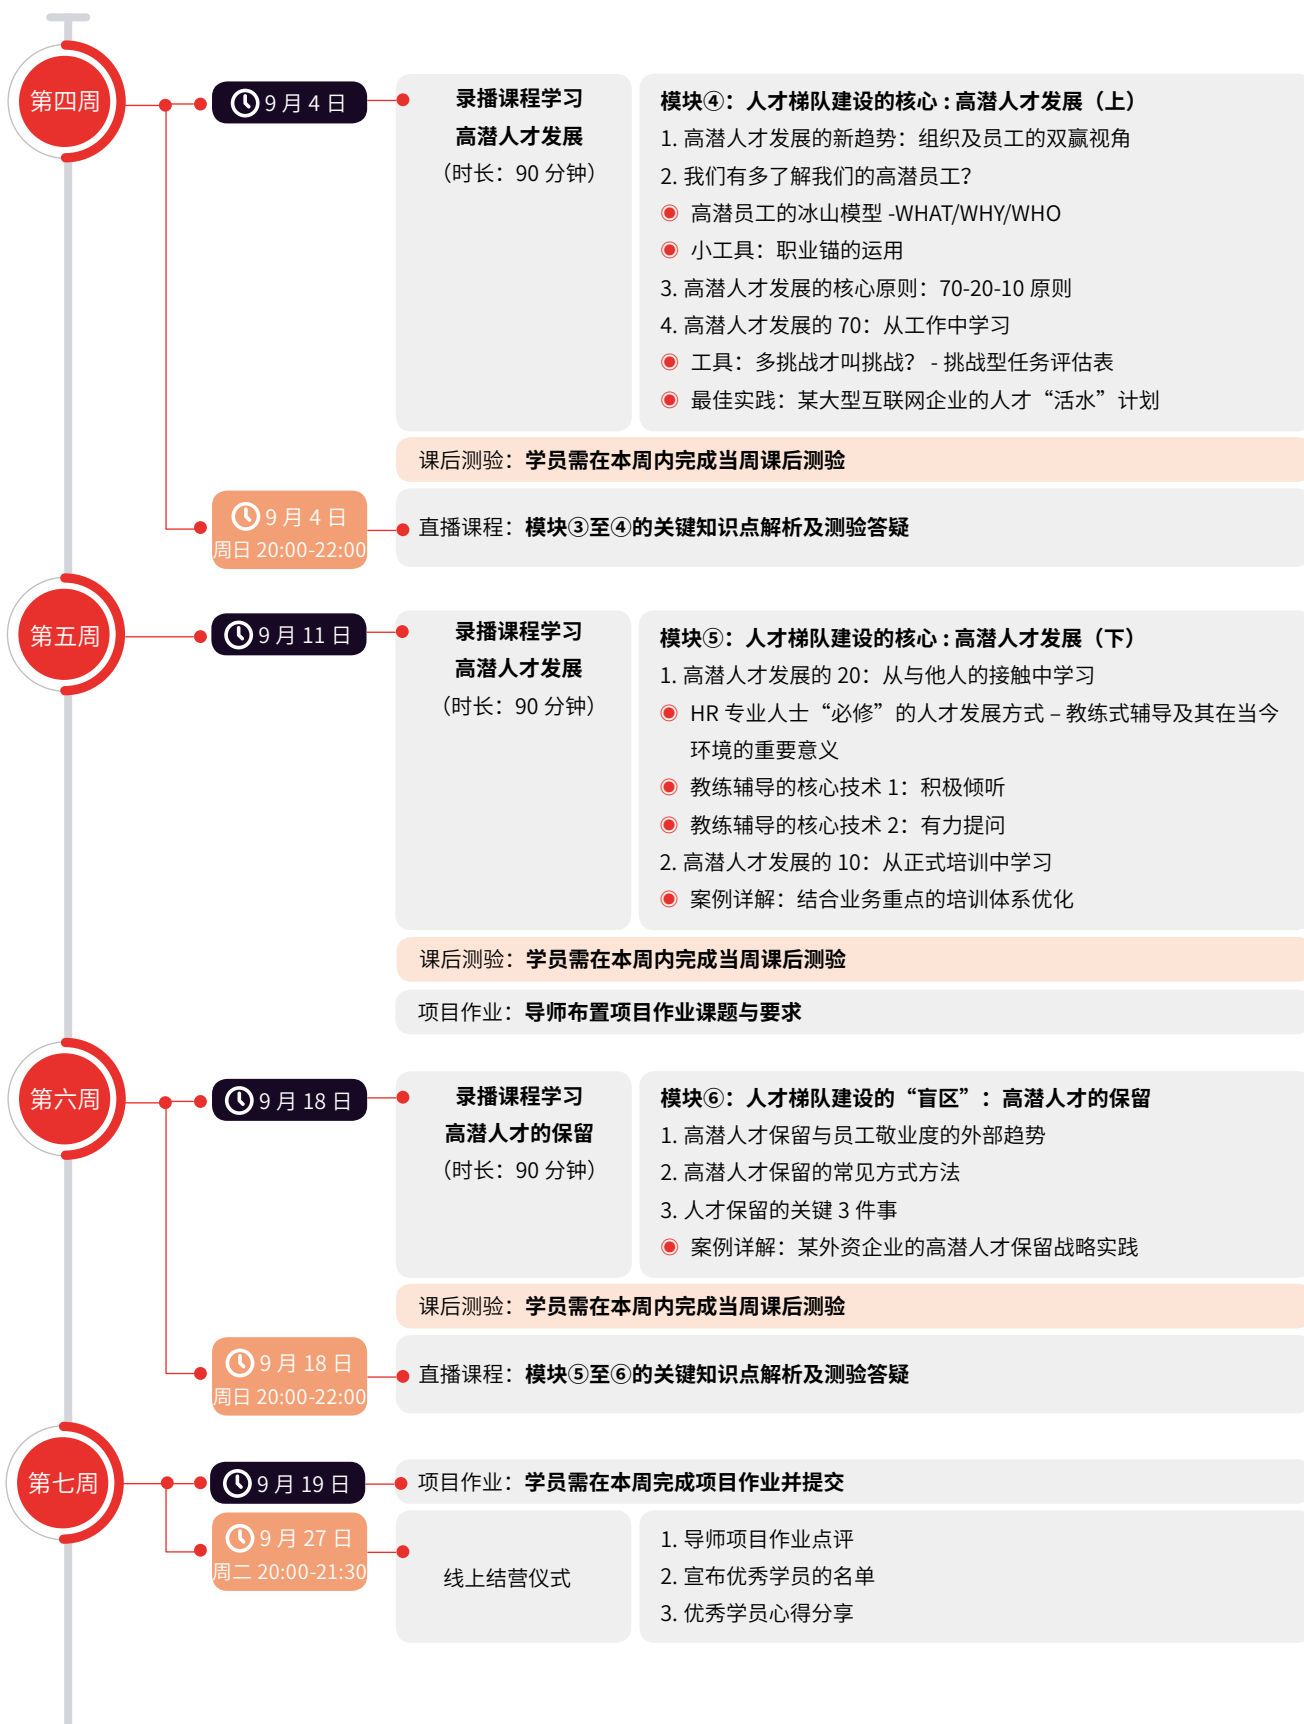 第四周
9 月 4 日
录播课程学习
高潜人才发展
（时长：90 分钟）
模块④：人才梯队建设的核心 : 高潜人才发展（上）
1. 高潜人才发展的新趋势：组织及员工的双赢视角
2. 我们有多了解我们的高潜员工？
高潜员工的冰山模型 -WHAT/WHY/WHO
小工具：职业锚的运用
3. 高潜人才发展的核心原则：70-20-10 原则
4. 高潜人才发展的 70：从工作中学习
工具：多挑战才叫挑战？ - 挑战型任务评估表
最佳实践：某大型互联网企业的人才“活水”计划
课后测验：学员需在本周内完成当周课后测验
9 月 4 日
周日 20:00-22:00
直播课程：模块③至④的关键知识点解析及测验答疑
第五周
9 月 11 日
录播课程学习
高潜人才发展
（时长：90 分钟）
模块⑤：人才梯队建设的核心 : 高潜人才发展（下）
1. 高潜人才发展的 20：从与他人的接触中学习
HR 专业人士“必修”的人才发展方式 – 教练式辅导及其在当今
环境的重要意义
教练辅导的核心技术 1：积极倾听
教练辅导的核心技术 2：有力提问
2. 高潜人才发展的 10：从正式培训中学习
案例详解：结合业务重点的培训体系优化
课后测验：学员需在本周内完成当周课后测验
项目作业：导师布置项目作业课题与要求
第六周
9 月 18 日
录播课程学习
高潜人才的保留
（时长：90 分钟）
模块⑥：人才梯队建设的“盲区”：高潜人才的保留
1. 高潜人才保留与员工敬业度的外部趋势
2. 高潜人才保留的常见方式方法
3. 人才保留的关键 3 件事
案例详解：某外资企业的高潜人才保留战略实践
课后测验：学员需在本周内完成当周课后测验
9 月 18 日
周日 20:00-22:00
直播课程：模块⑤至⑥的关键知识点解析及测验答疑
第七周
9 月 19 日
项目作业：学员需在本周完成项目作业并提交
9 月 27 日
周二 20:00-21:30
线上结营仪式
1. 导师项目作业点评
2. 宣布优秀学员的名单
3. 优秀学员心得分享